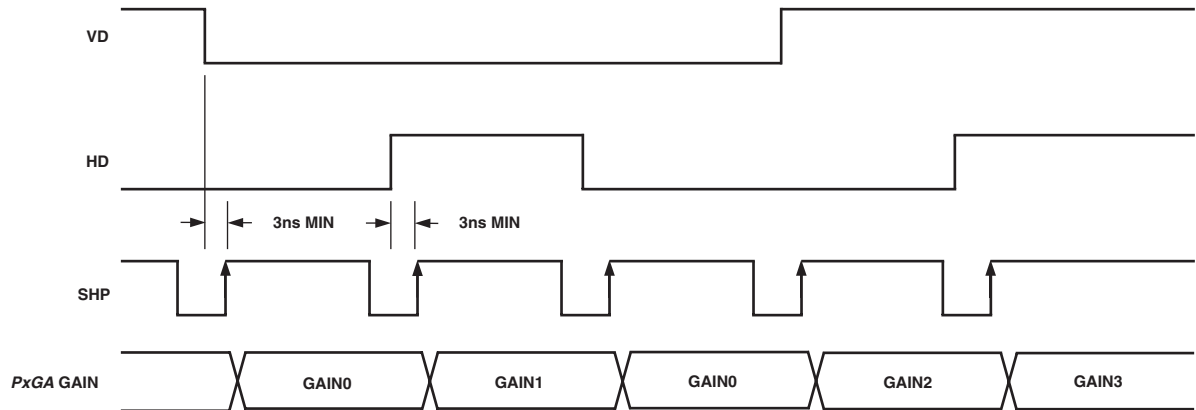 VD
HD
3ns MIN 3ns MIN
SHP
PxGA GAIN GAIN0 GAIN1 GAIN0 GAIN2 GAIN3